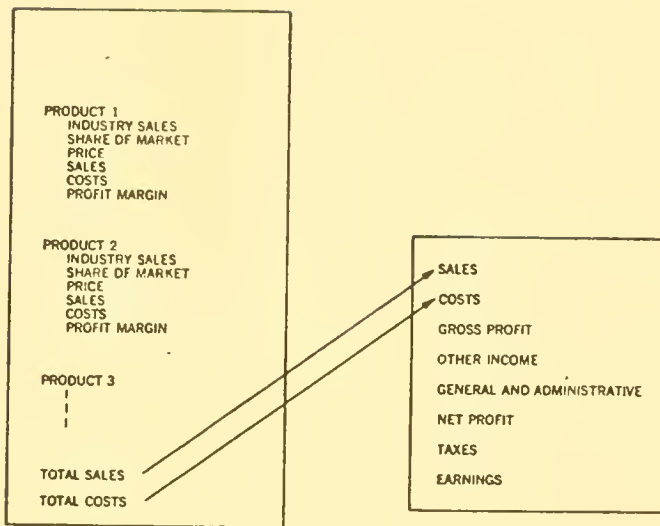 PRODUCT 1
INDUSTRY SALES
SHARE OF MARKET
PRICE
SALES
COSTS
PROFIT MARGIN
PRODUCT 2
INDUSTRY SALES
SHARE OF MARKET
PRICE
SALES
COSTS
PROFIT MARGIN
PRODUCT 3
TOTAL SALES
TOTAL COSTS
SALES
COSTS
GROSS PROFIT
OTHER INCOME
GENERAL AND ADMINISTRATIVE
NET PROFIT
TAXES
EARNINGS